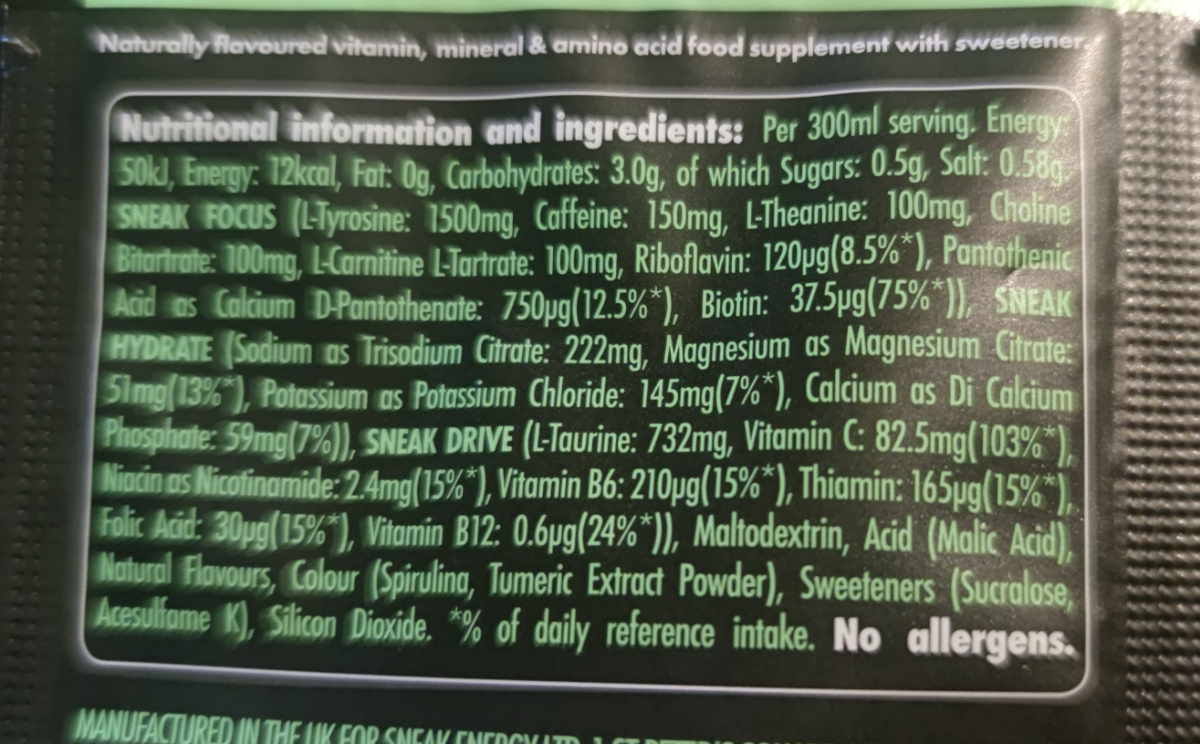 Naturally flavoured vitamin, mineral & amino acid food supplement with sweetener
Nutritional information and ingredients: Per 300ml serving. Energy:
50kJ, Energy: 12kcal, Fat: 0g, Carbohydrates: 3.0g, of which Sugars: 0.5g, Salt: 0.58g,
SNEAK FOCUS (L-Tyrosine: 1500mg, Caffeine: 150mg, L-Theanine: 100mg, Choline
Bitartrate: 100mg, L-Carnitine L-Tartrate: 100mg, Riboflavin: 120µg(8.5%*), Pantothenic
Acid as Calcium D-Pantothenate: 750µg(12.5%*), Biotin: 37.5µg(75%*)), SNEAK
HYDRATE (Sodium as Trisodium Citrate: 222mg, Magnesium as Magnesium Citrate:
51mg(13%*), Potassium as Potassium Chloride: 145mg(7%*), Calcium as Di Calcium
Phosphate: 59mg(7%)), SNEAK DRIVE (L-Taurine: 732mg, Vitamin C: 82.5mg(103%*),
Niacin as Nicotinamide: 2.4mg(15%*), Vitamin B6: 210µg(15%*), Thiamin: 165µg(15%*),
Folic Acid: 30µg(15%*), Vitamin B12: 0.6µg(24%*)), Maltodextrin, Acid (Malic Acid),
Natural Flavours, Colour (Spirulina, Tumeric Extract Powder), Sweeteners (Sucralose,
Acesulfame K), Silicon Dioxide. *% of daily reference intake. No allergens.
MANUFACTURED IN THE UK FOR SNEAK ENERGY LTD